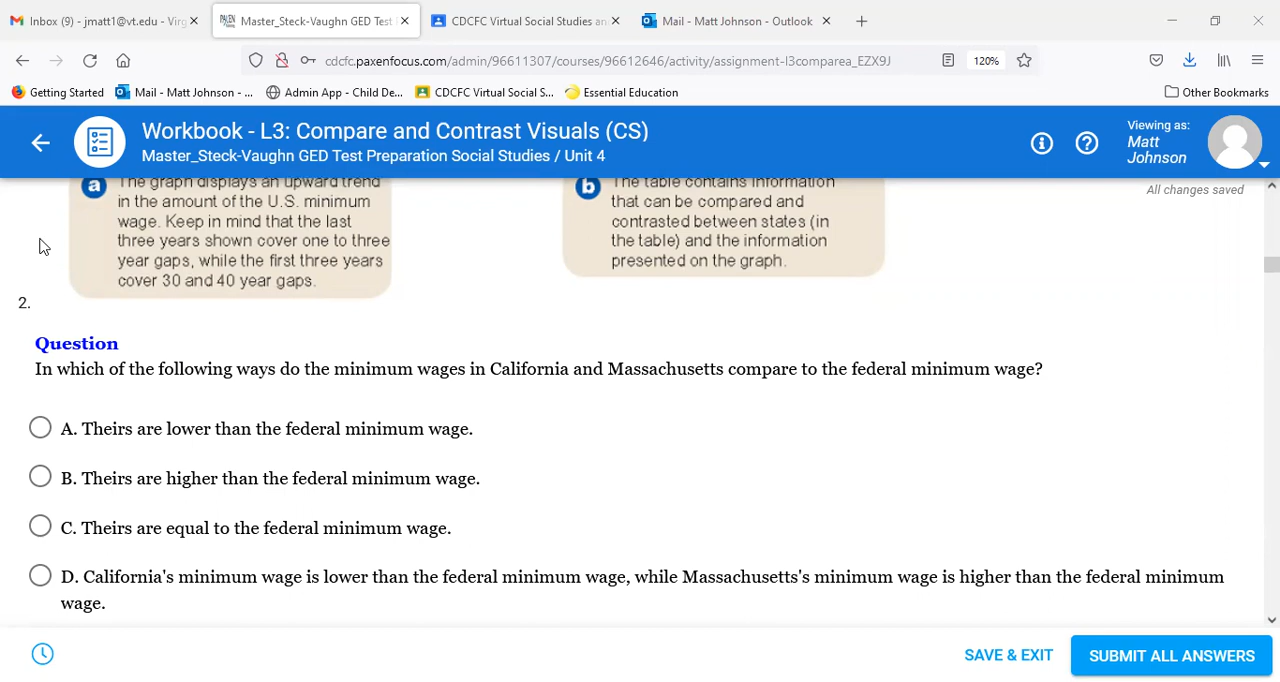 Inbox (9) - jmatt1@vt.edu - Virg
Master_Steck-Vaughn GED Test
CDCFC Virtual Social Studies an
Mail - Matt Johnson - Outlook
cdcfc.paxenfocus.com/admin/96611307/courses/96612646/activity/assignment-l3comparea_EZX9J
120%
Getting Started
Mail - Matt Johnson - ...
Admin App - Child De...
CDCFC Virtual Social S...
Essential Education
Other Bookmarks
Workbook - L3: Compare and Contrast Visuals (CS)
Master_Steck-Vaughn GED Test Preparation Social Studies / Unit 4
Viewing as:
Matt
Johnson
All changes saved
a The graph displays an upward trend
in the amount of the U.S. minimum
wage. Keep in mind that the last
three years shown cover one to three
year gaps, while the first three years
cover 30 and 40 year gaps.
b The table contains information
that can be compared and
contrasted between states (in
the table) and the information
presented on the graph.
2.
Question
In which of the following ways do the minimum wages in California and Massachusetts compare to the federal minimum wage?
A. Theirs are lower than the federal minimum wage.
B. Theirs are higher than the federal minimum wage.
C. Theirs are equal to the federal minimum wage.
D. California's minimum wage is lower than the federal minimum wage, while Massachusetts's minimum wage is higher than the federal minimum
wage.
SAVE & EXIT
SUBMIT ALL ANSWERS